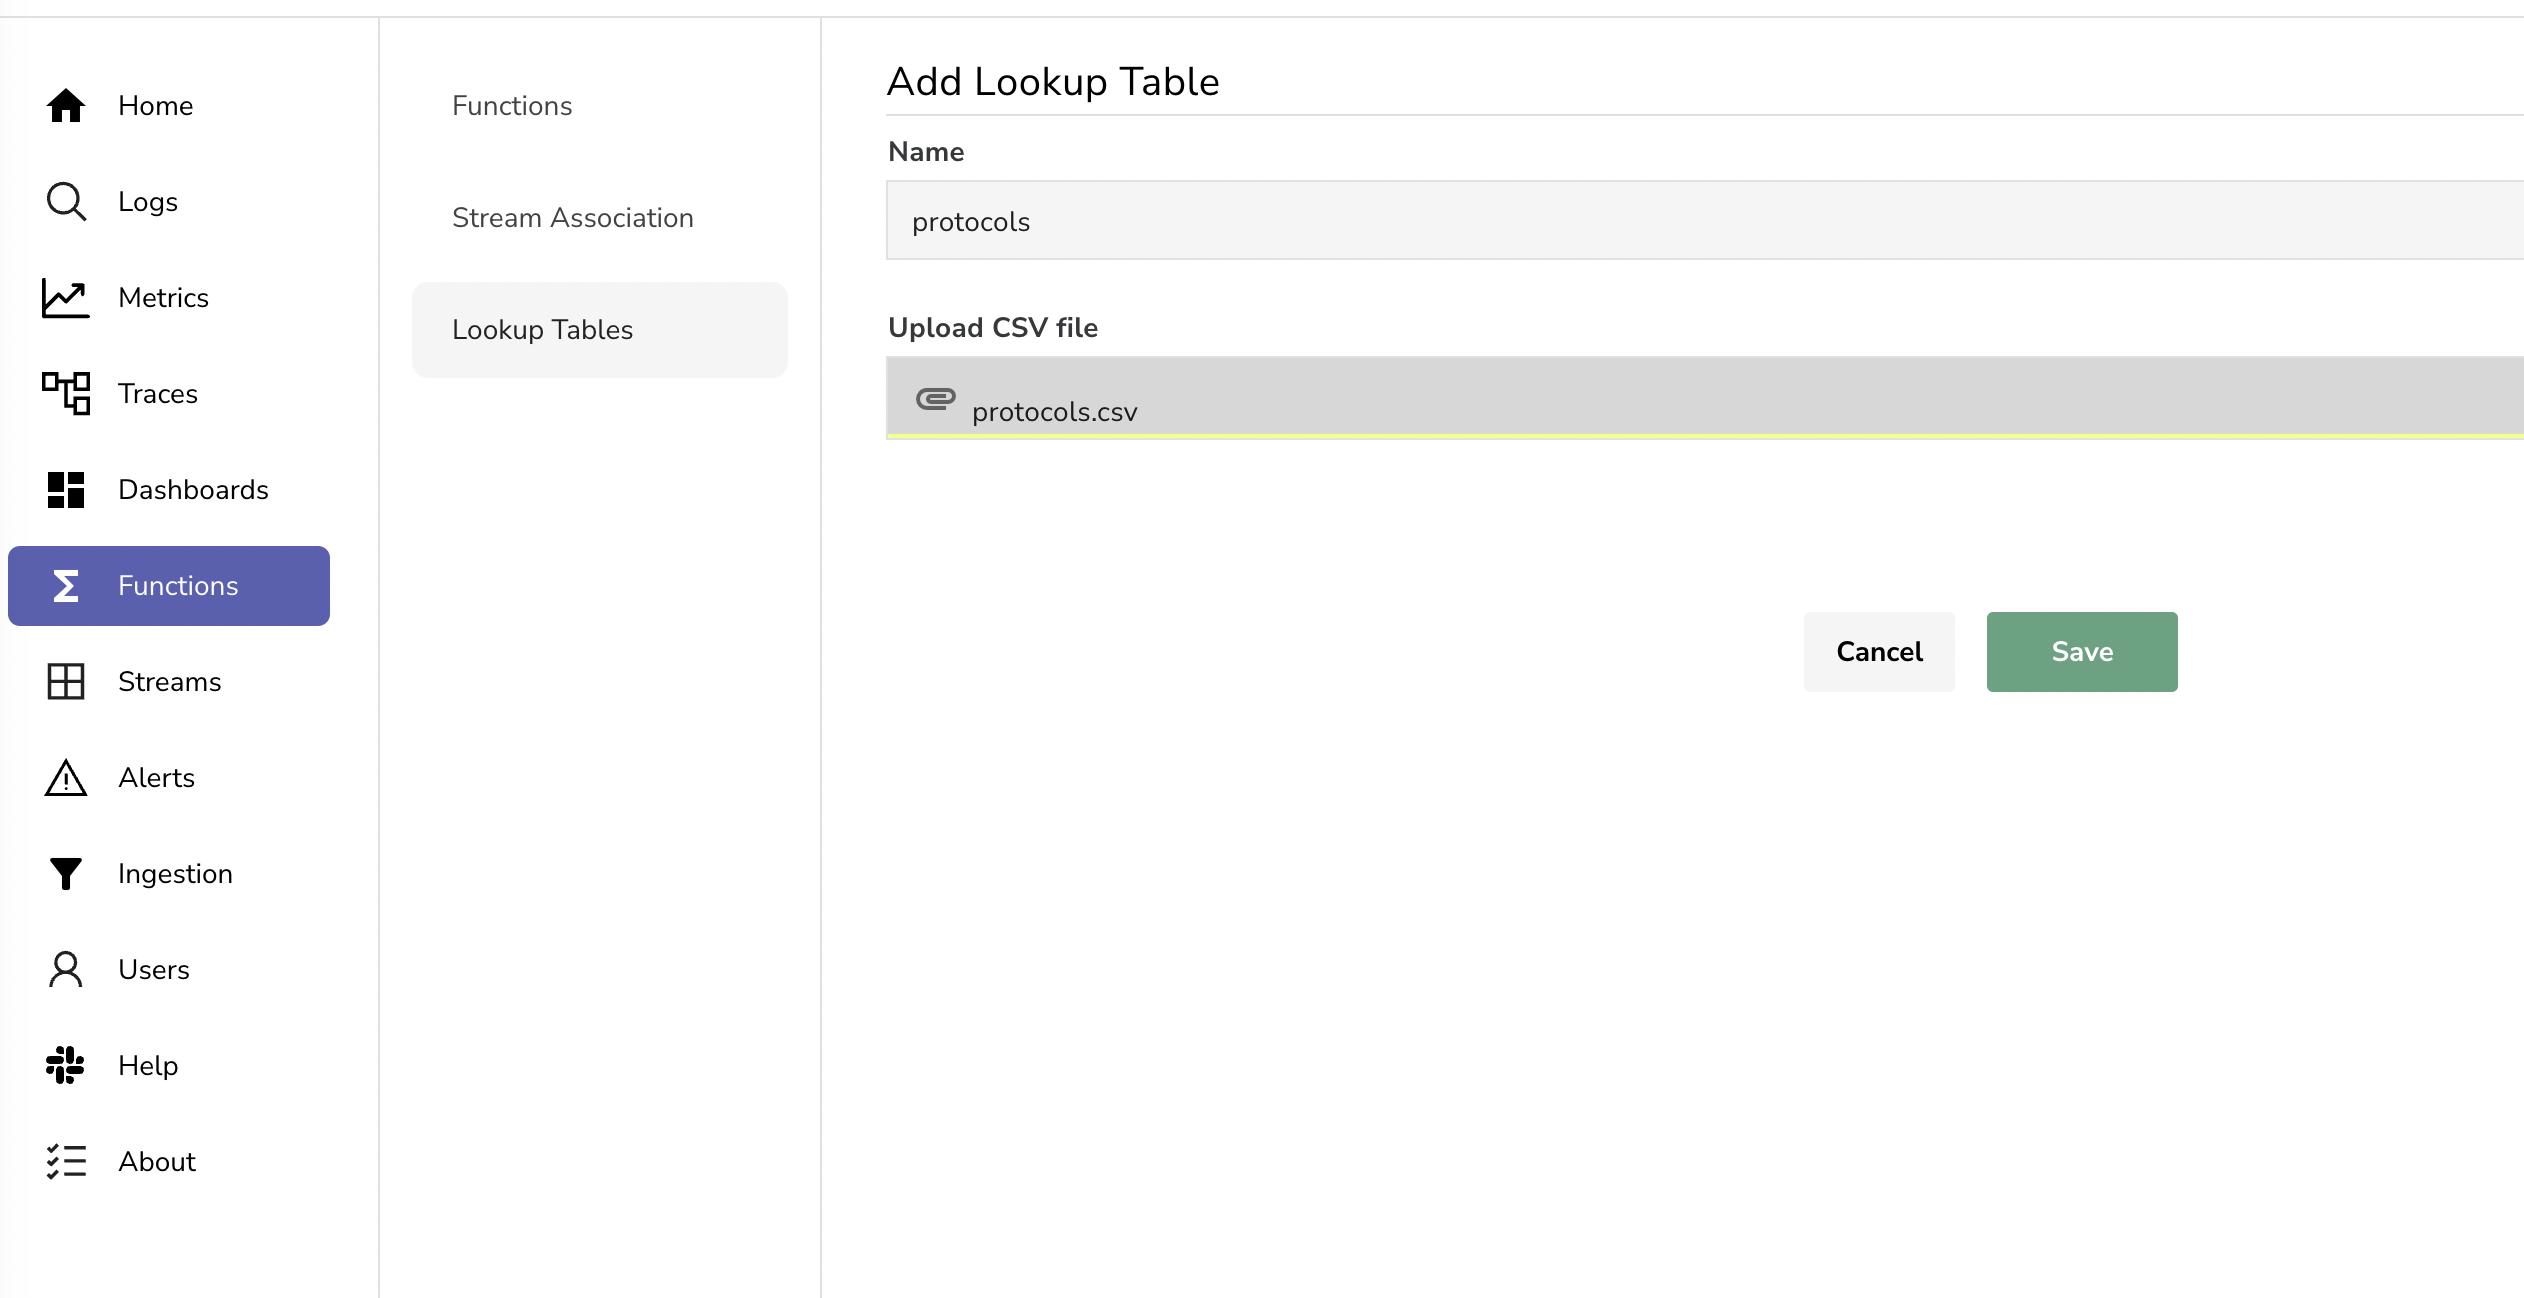 Home
Logs
Metrics
Traces
Dashboards
Functions
Streams
Alerts
Ingestion
Users
Help
About
Functions
Stream Association
Lookup Tables
Add Lookup Table
Name
protocols
Upload CSV file
protocols.csv
Cancel
Save